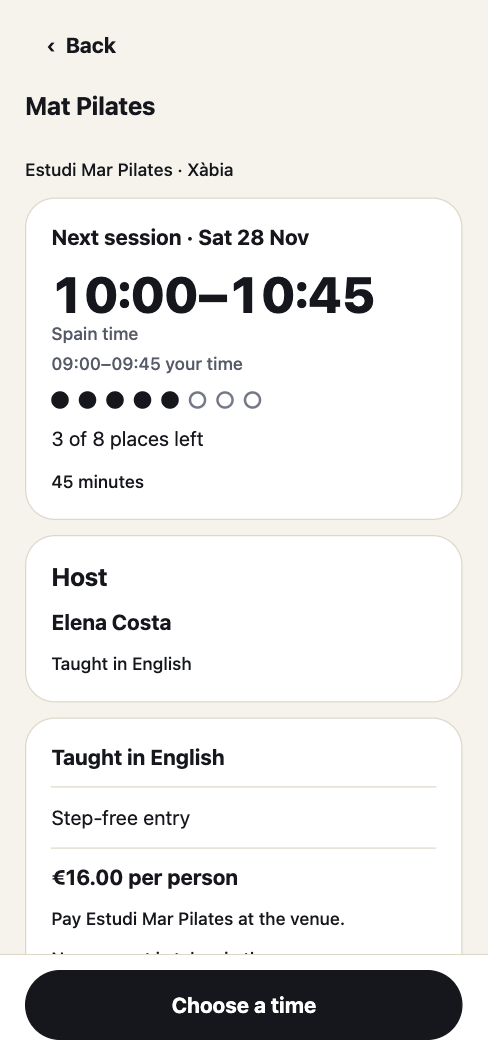 ‹ Back
Mat Pilates
Estudi Mar Pilates · Xàbia
Next session · Sat 28 Nov
10:00–10:45
Spain time
09:00–09:45 your time
3 of 8 places left
45 minutes
Host
Elena Costa
Taught in English
Taught in English
Step-free entry
€16.00 per person
Pay Estudi Mar Pilates at the venue.
Choose a time